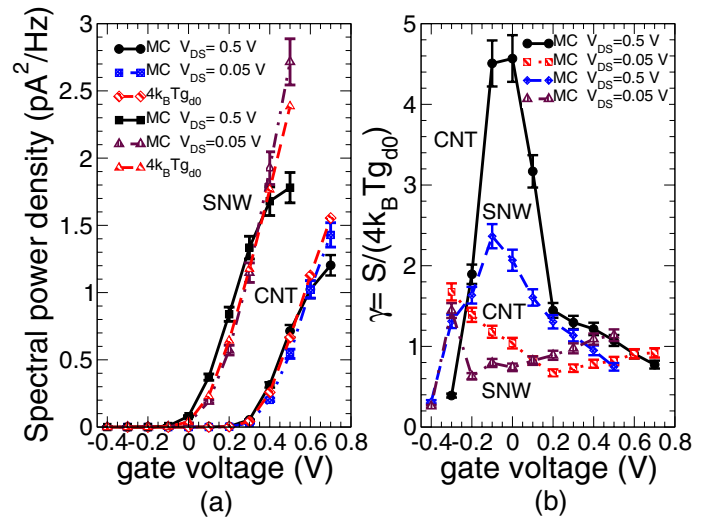 Spectral power density (pA²/Hz)
3
2.5
2
1.5
1
0.5
0
MC V_DS= 0.5 V
MC V_DS= 0.05 V
4k_BTg_d0
MC V_DS= 0.5 V
MC V_DS=0.05 V
4k_BTg_d0
SNW
CNT
-0.4 -0.2 0 0.2 0.4 0.6 0.8
gate voltage (V)
(a)
γ= S/(4k_BTg_d0)
5
4
3
2
1
0
MC V_DS=0.5 V
MC V_DS=0.05 V
MC V_DS=0.5 V
MC V_DS=0.05 V
CNT
SNW
CNT
SNW
-0.4 -0.2 0 0.2 0.4 0.6 0.8
gate voltage (V)
(b)